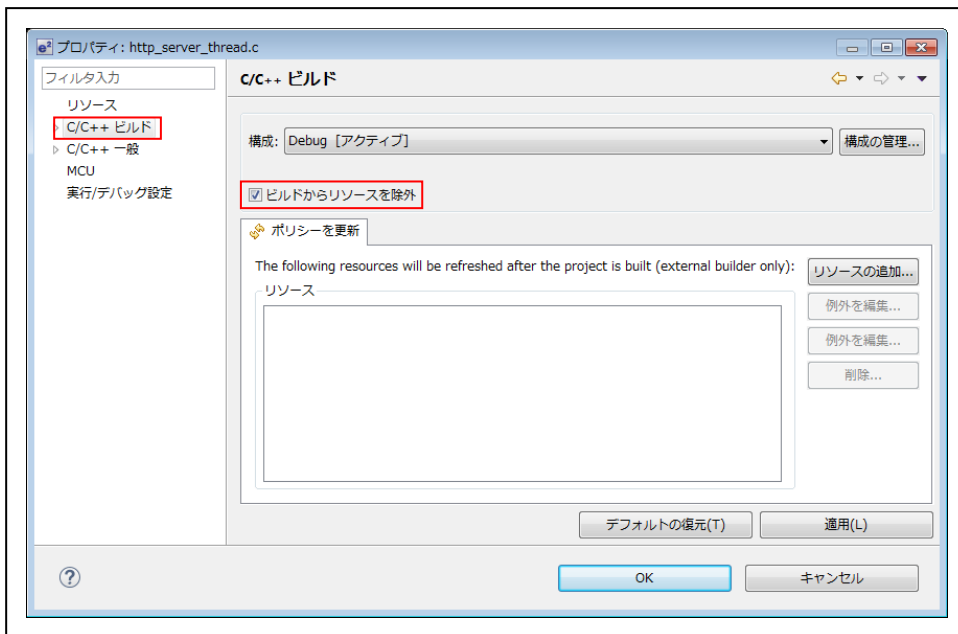 e² プロパティ: http_server_thread.c
フィルタ入力
リソース
C/C++ ビルド
C/C++ 一般
MCU
実行/デバッグ設定
C/C++ ビルド
構成: Debug [アクティブ] 構成の管理...
ビルドからリソースを除外
ポリシーを更新
The following resources will be refreshed after the project is built (external builder only):
リソース
リソースの追加...
例外を編集...
例外を編集...
削除...
デフォルトの復元(T) 適用(L)
? OK キャンセル